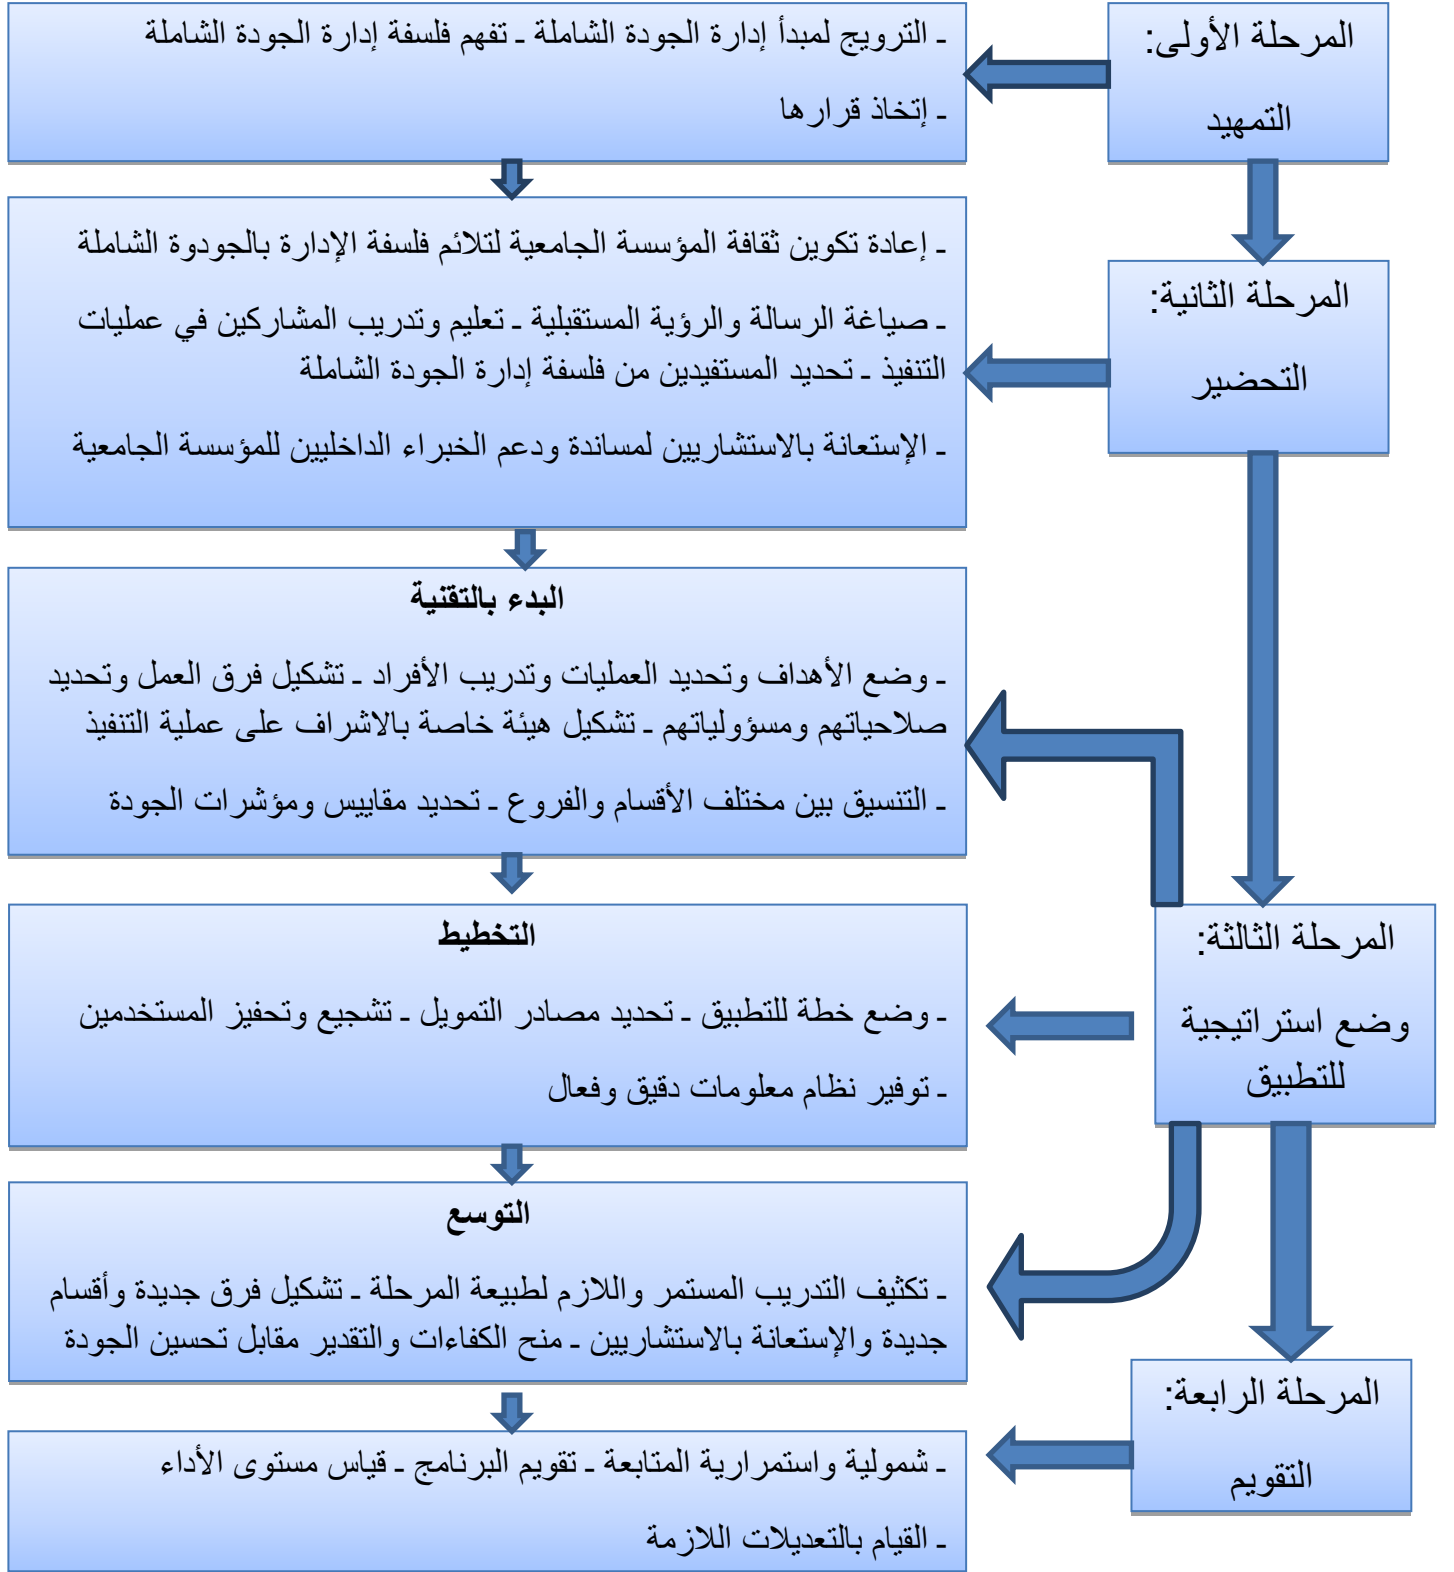 المرحلة الأولى:
التمهيد
ـ الترويج لمبدأ إدارة الجودة الشاملة ـ تفهم فلسفة إدارة الجودة الشاملة
ـ إتخاذ قرارها
المرحلة الثانية:
التحضير
ـ إعادة تكوين ثقافة المؤسسة الجامعية لتلائم فلسفة الإدارة بالجودوة الشاملة
ـ صياغة الرسالة والرؤية المستقبلية ـ تعليم وتدريب المشاركين في عمليات
التنفيذ ـ تحديد المستفيدين من فلسفة إدارة الجودة الشاملة
ـ الإستعانة بالاستشاريين لمساندة ودعم الخبراء الداخليين للمؤسسة الجامعية
المرحلة الثالثة:
وضع استراتيجية
للتطبيق
البدء بالتقنية
ـ وضع الأهداف وتحديد العمليات وتدريب الأفراد ـ تشكيل فرق العمل وتحديد
صلاحياتهم ومسؤولياتهم ـ تشكيل هيئة خاصة بالاشراف على عملية التنفيذ
ـ التنسيق بين مختلف الأقسام والفروع ـ تحديد مقاييس ومؤشرات الجودة
التخطيط
ـ وضع خطة للتطبيق ـ تحديد مصادر التمويل ـ تشجيع وتحفيز المستخدمين
ـ توفير نظام معلومات دقيق وفعال
التوسع
ـ تكثيف التدريب المستمر واللازم لطبيعة المرحلة ـ تشكيل فرق جديدة وأقسام
جديدة والإستعانة بالاستشاريين ـ منح الكفاءات والتقدير مقابل تحسين الجودة
المرحلة الرابعة:
التقويم
ـ شمولية واستمرارية المتابعة ـ تقويم البرنامج ـ قياس مستوى الأداء
ـ القيام بالتعديلات اللازمة